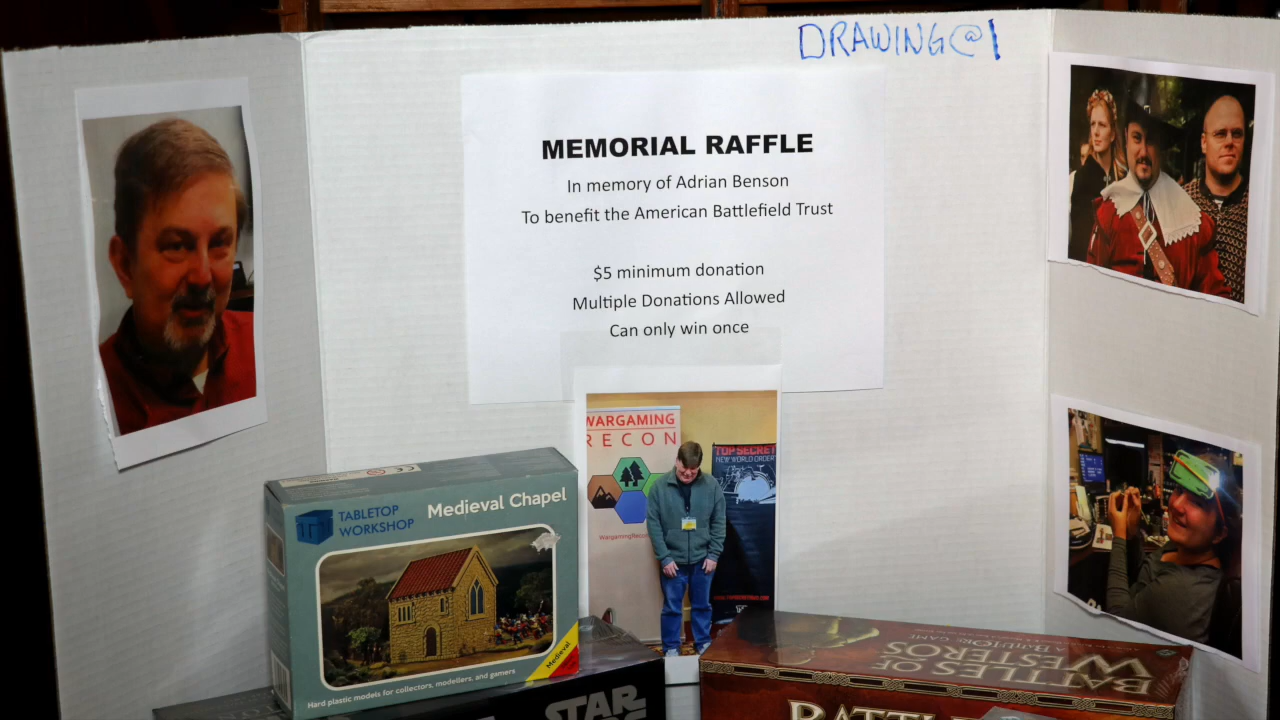 DRAWING@1
MEMORIAL RAFFLE
In memory of Adrian Benson
To benefit the American Battlefield Trust
$5 minimum donation
Multiple Donations Allowed
Can only win once
WARGAMING
RECON
TOP SECRET
NEW WORLD ORDER
TABLETOP
WORKSHOP
Medieval Chapel
Medieval
Hard plastic models for collectors, modellers, and gamers
STAR
BATTLES OF
WESTEROS
A BATTLELORE GAME